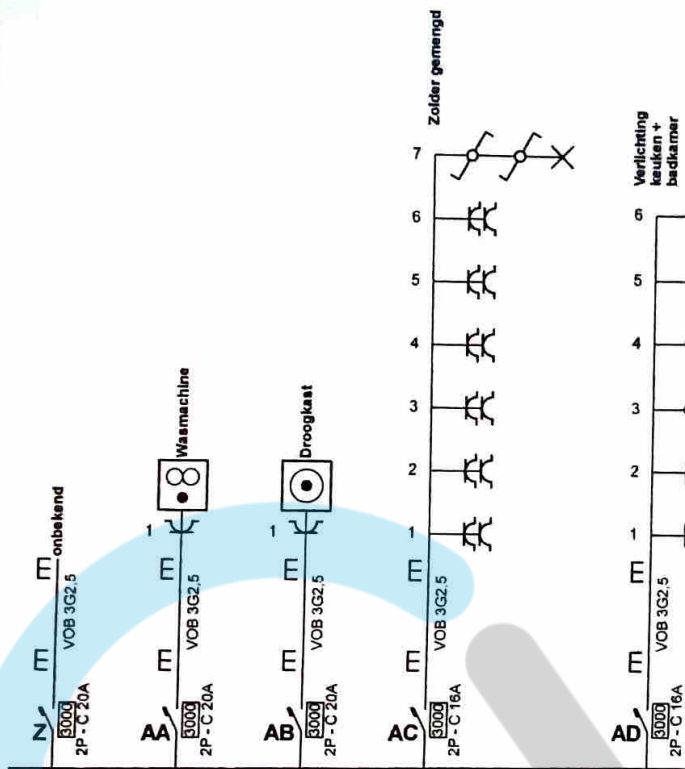 Z
3000
2P - C 20A
VOB 3G2,5
onbekend
AA
3000
2P - C 20A
VOB 3G2,5
1
Wasmachine
AB
3000
2P - C 20A
VOB 3G2,5
1
Droogkast
AC
3000
2P - C 16A
VOB 3G2,5
1
2
3
4
5
6
7
Zolder gemengd
AD
3000
2P - C 16A
VOB 3G2,5
1
2
3
4
5
6
Verlichting
keuken +
badkamer